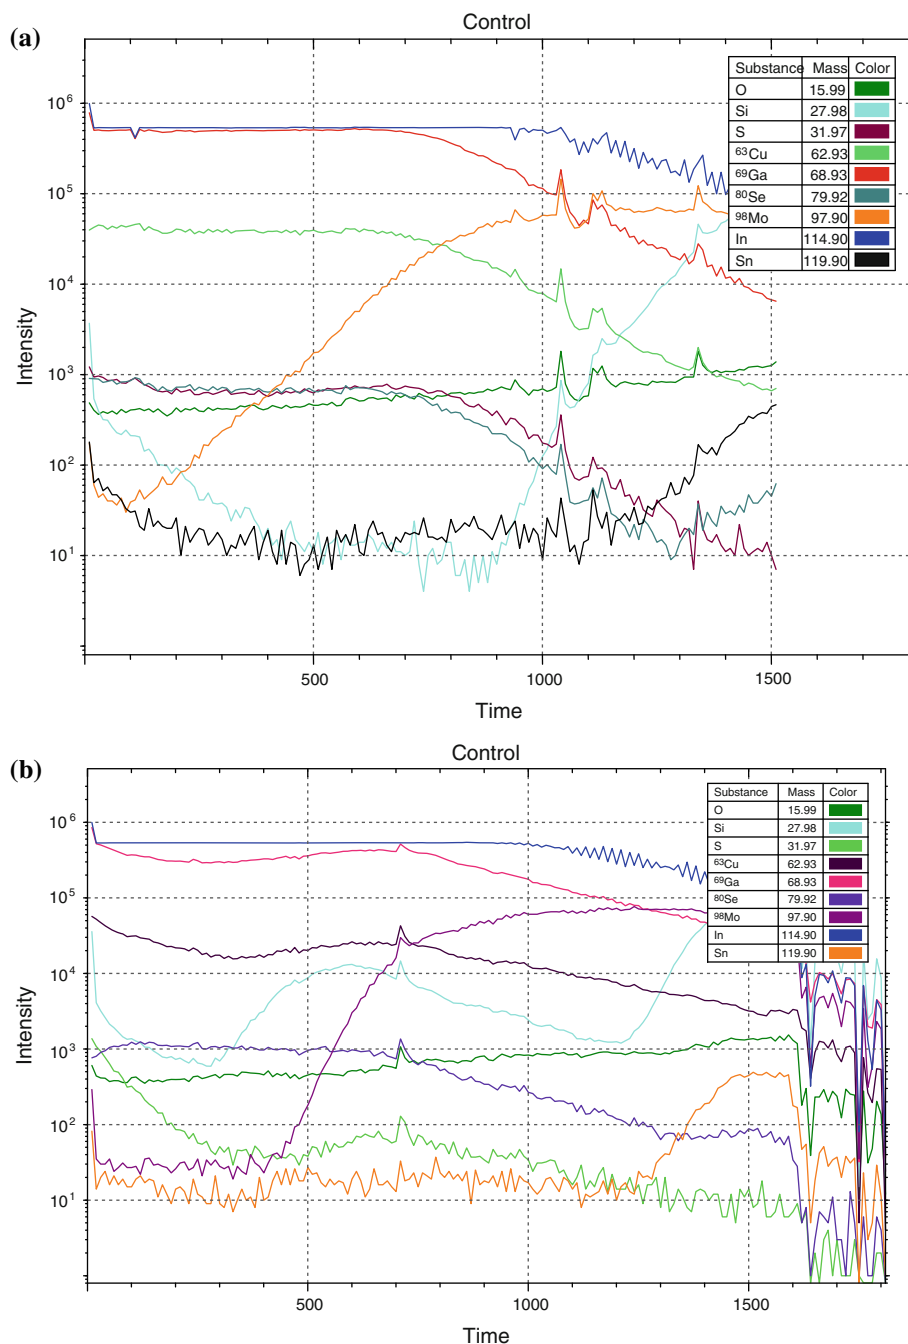 (a)
Control
Substance Mass Color
O 15.99
Si 27.98
S 31.97
⁶³Cu 62.93
⁶⁹Ga 68.93
⁸⁰Se 79.92
⁹⁸Mo 97.90
In 114.90
Sn 119.90
Intensity
10⁶
10⁵
10⁴
10³
10²
10¹
500 1000 1500
Time
(b)
Control
Substance Mass Color
O 15.99
Si 27.98
S 31.97
⁶³Cu 62.93
⁶⁹Ga 68.93
⁸⁰Se 79.92
⁹⁸Mo 97.90
In 114.90
Sn 119.90
Intensity
10⁶
10⁵
10⁴
10³
10²
10¹
500 1000 1500
Time